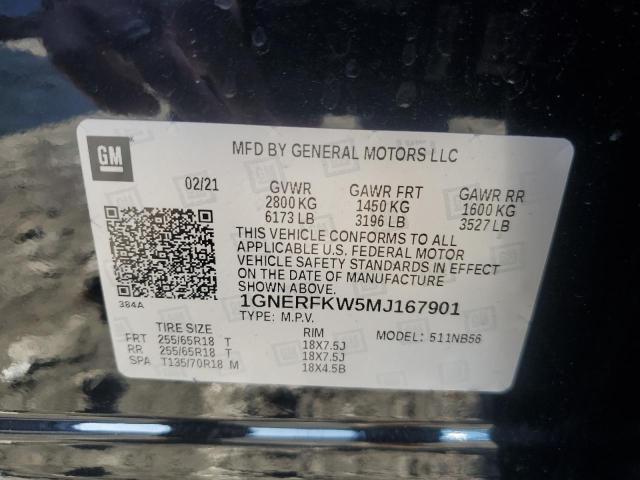 GM
MFD BY GENERAL MOTORS LLC
02/21 GVWR GAWR FRT GAWR RR
2800 KG 1450 KG 1600 KG
6173 LB 3196 LB 3527 LB
THIS VEHICLE CONFORMS TO ALL
APPLICABLE U.S. FEDERAL MOTOR
VEHICLE SAFETY STANDARDS IN EFFECT
ON THE DATE OF MANUFACTURE
SHOWN ABOVE.
384A 1GNERFKW5MJ167901
TYPE: M.P.V.
TIRE SIZE RIM MODEL: 511NB56
FRT 255/65R18 T 18X7.5J
RR 255/65R18 T 18X7.5J
SPA T135/70R18 M 18X4.5B